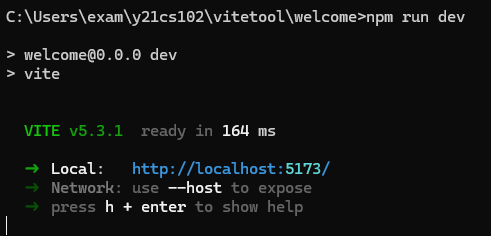 C:\Users\exam\y21cs102\vitetool\welcome>npm run dev
> welcome@0.0.0 dev
> vite
VITE v5.3.1 ready in 164 ms
➜ Local: http://localhost:5173/
➜ Network: use --host to expose
➜ press h + enter to show help